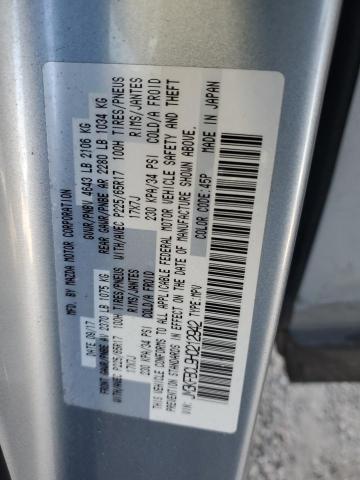 MFD. BY MAZDA MOTOR CORPORATION
DATE 09/17 GVWR/PNBV 4643 LB 2106 KG
FRONT GAWR/PNBE AV 2370 LB 1075 KG REAR GAWR/PNBE AR 2280 LB 1034 KG
WITH/AVEC P225/65R17 100H TIRES/PNEUS WITH/AVEC P225/65R17 100H TIRES/PNEUS
17X7J RIMS/JANTES 17X7J RIMS/JANTES
230 KPA/34 PSI COLD/A FROID 230 KPA/34 PSI COLD/A FROID
THIS VEHICLE CONFORMS TO ALL APPLICABLE FEDERAL MOTOR VEHICLE SAFETY AND THEFT
PREVENTION STANDARDS IN EFFECT ON THE DATE OF MANUFACTURE SHOWN ABOVE.
TYPE:MPV 45P MADE IN JAPAN